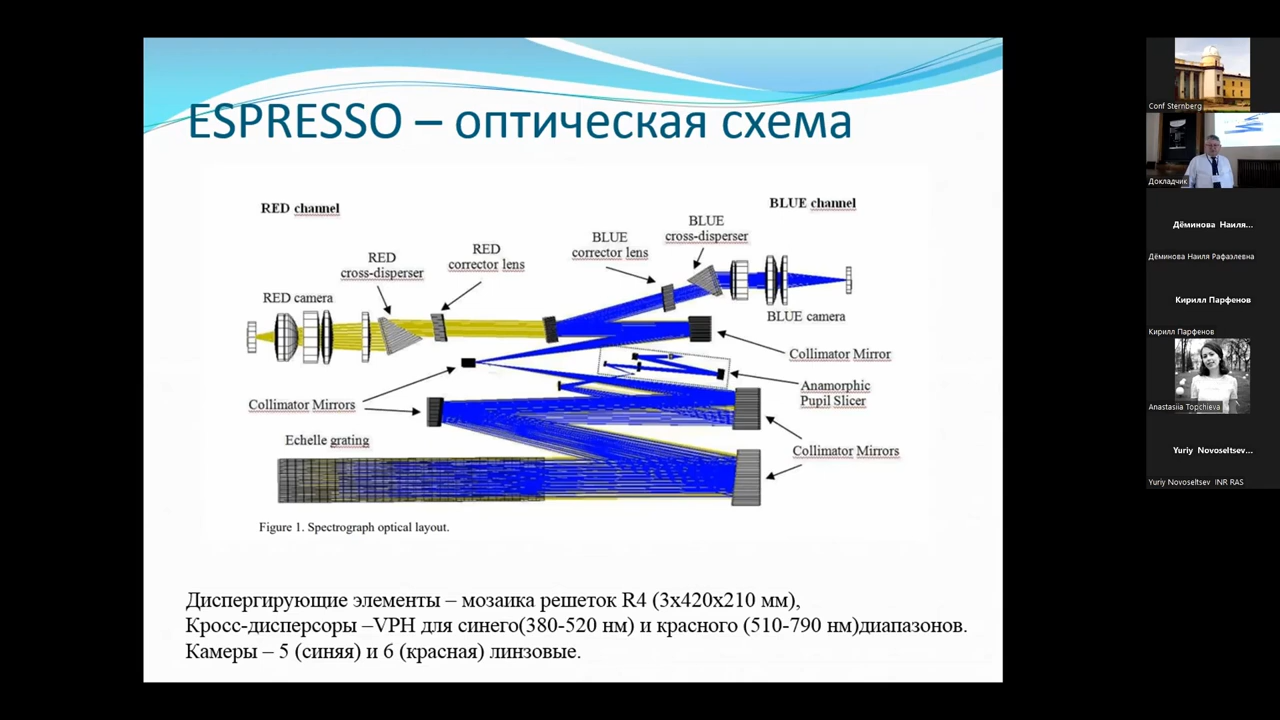 ESPRESSO – оптическая схема
RED channel
BLUE channel
BLUE
cross-disperser
BLUE
corrector lens
RED
corrector lens
RED
cross-disperser
RED camera
BLUE camera
Collimator Mirror
Anamorphic
Pupil Slicer
Collimator Mirrors
Echelle grating
Collimator Mirrors
Figure 1. Spectrograph optical layout.
Диспергирующие элементы – мозаика решеток R4 (3x420x210 мм),
Кросс-дисперсоры –VPH для синего(380-520 нм) и красного (510-790 нм)диапазонов.
Камеры – 5 (синяя) и 6 (красная) линзовые.
Conf Sternberg
Докладчик
Дёминова Наиля...
Дёминова Наиля Рафаэлевна
Кирилл Парфенов
Кирилл Парфенов
Anastasiia Topchieva
Yuriy Novoseltsev...
Yuriy Novoseltsev INR RAS